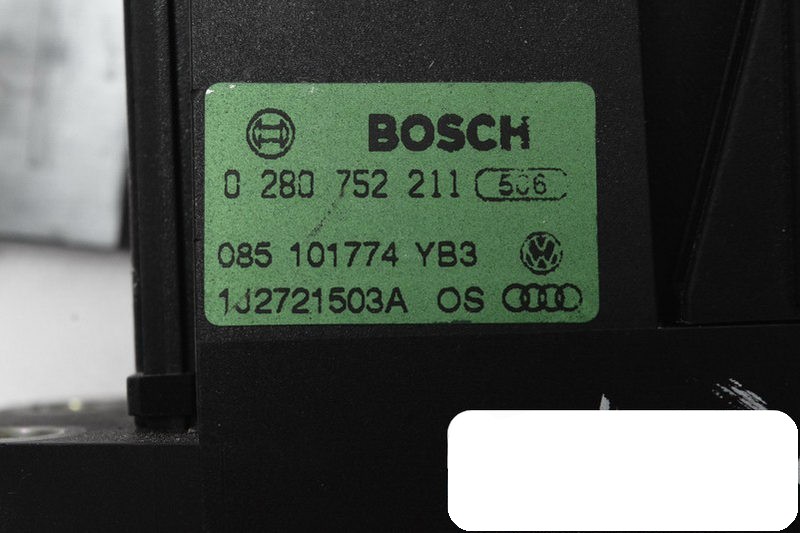 BOSCH
0 280 752 211 506
085 101774 YB3
1J2721503A OS